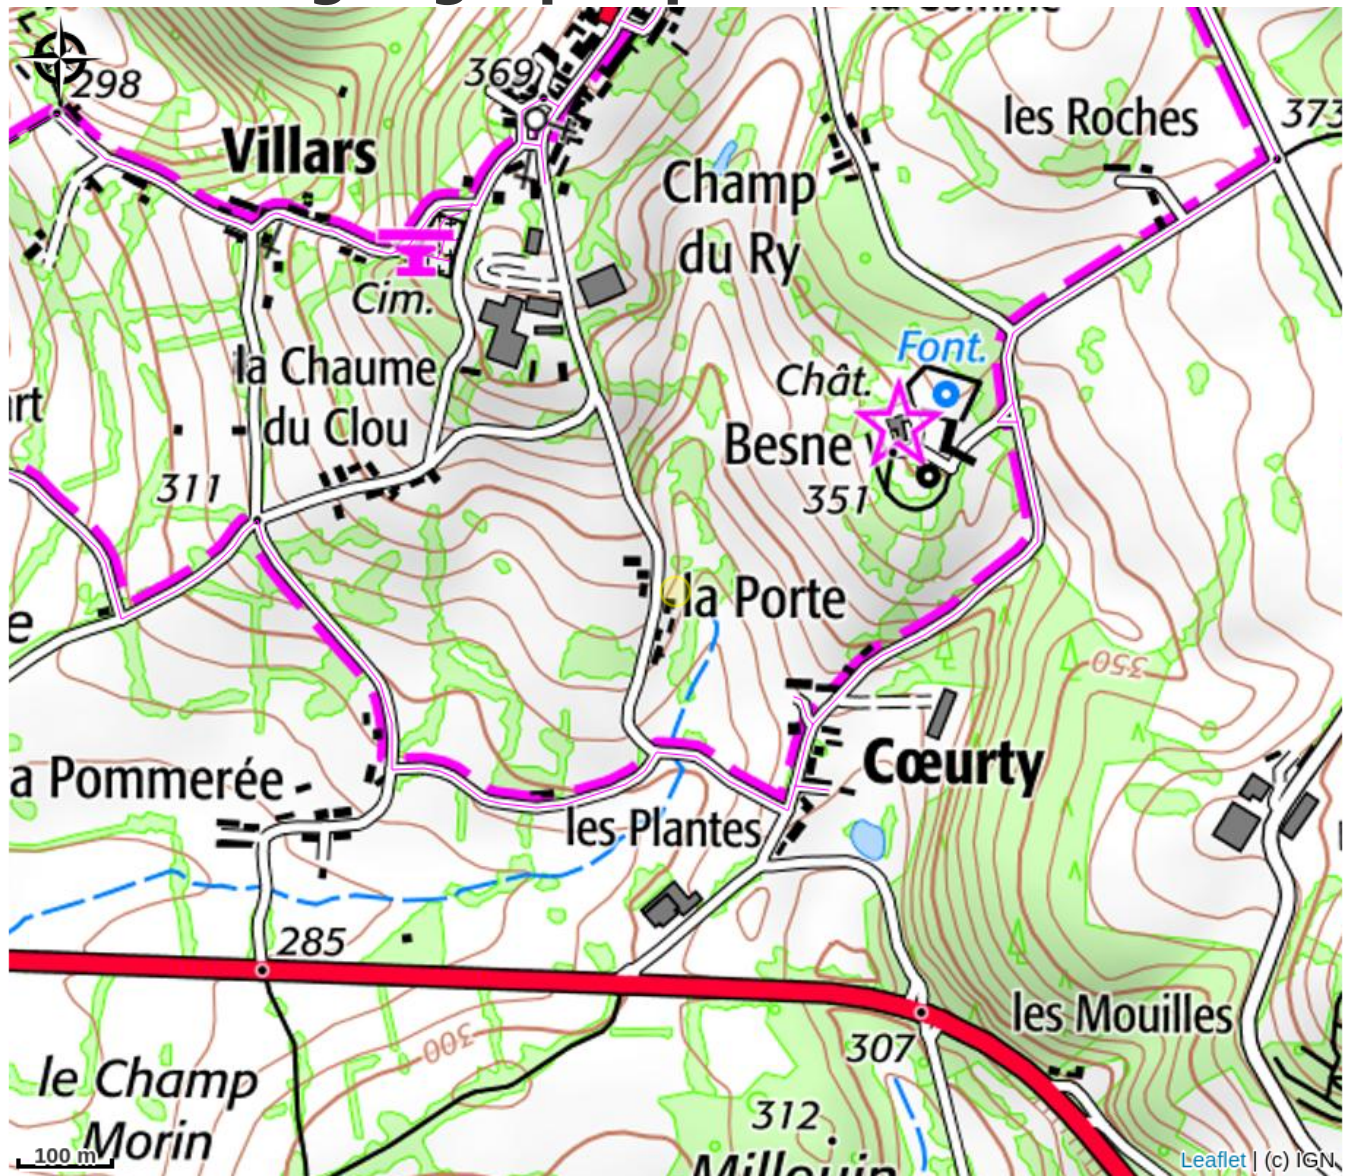 298
369
les Roches
373
Villars
Champ
du Ry
Cim.
Font.
la Chaume
du Clou
Chât.
Besne
351
311
la Porte
350
a Pommerée
Cœurty
les Plantes
285
les Mouilles
300
307
le Champ
Morin
312
100 m
Leaflet | (c) IGN